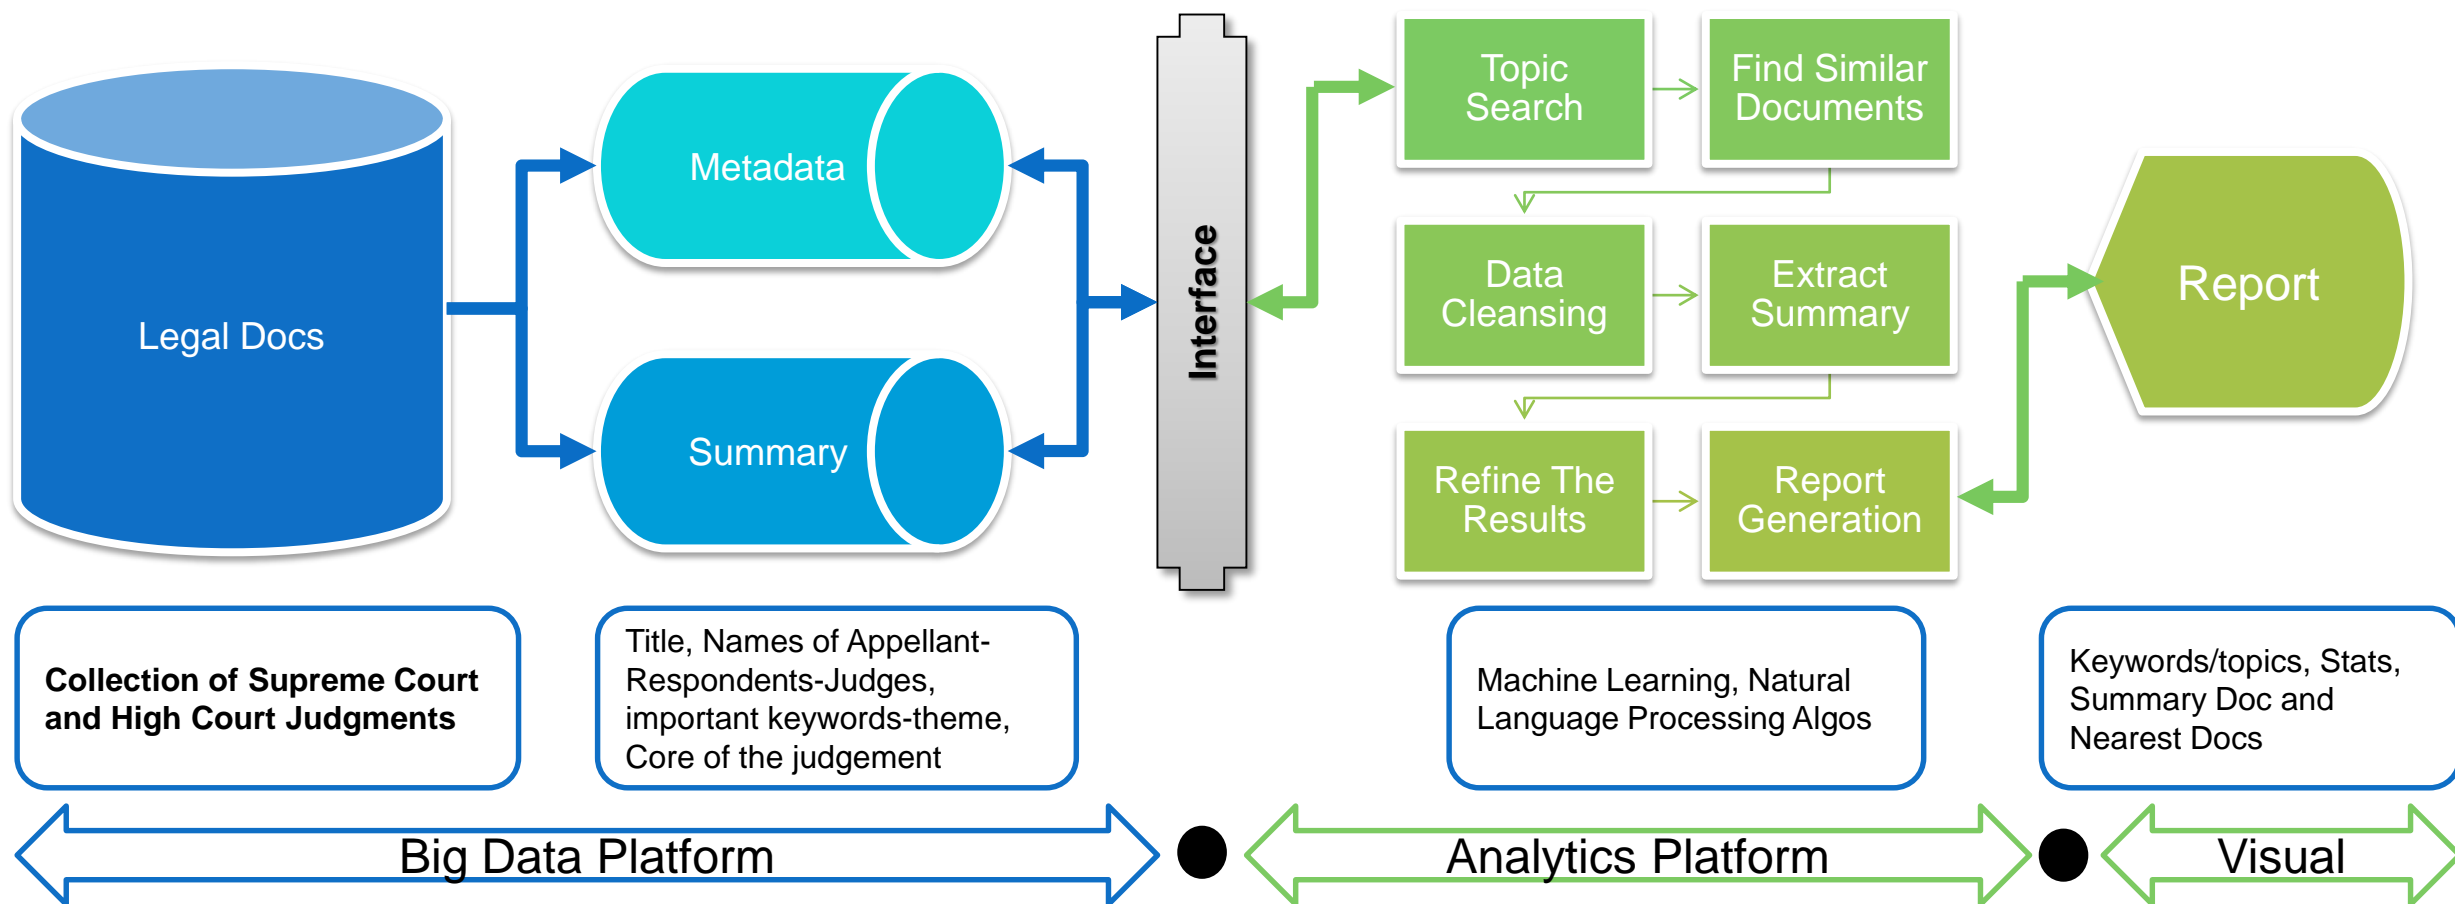 Legal Docs
Metadata
Summary
Interface
Topic
Search
Find Similar
Documents
Data
Cleansing
Extract
Summary
Refine The
Results
Report
Generation
Report
Collection of Supreme Court
and High Court Judgments
Title, Names of Appellant-
Respondents-Judges,
important keywords-theme,
Core of the judgement
Machine Learning, Natural
Language Processing Algos
Keywords/topics, Stats,
Summary Doc and
Nearest Docs
Big Data Platform
Analytics Platform
Visual